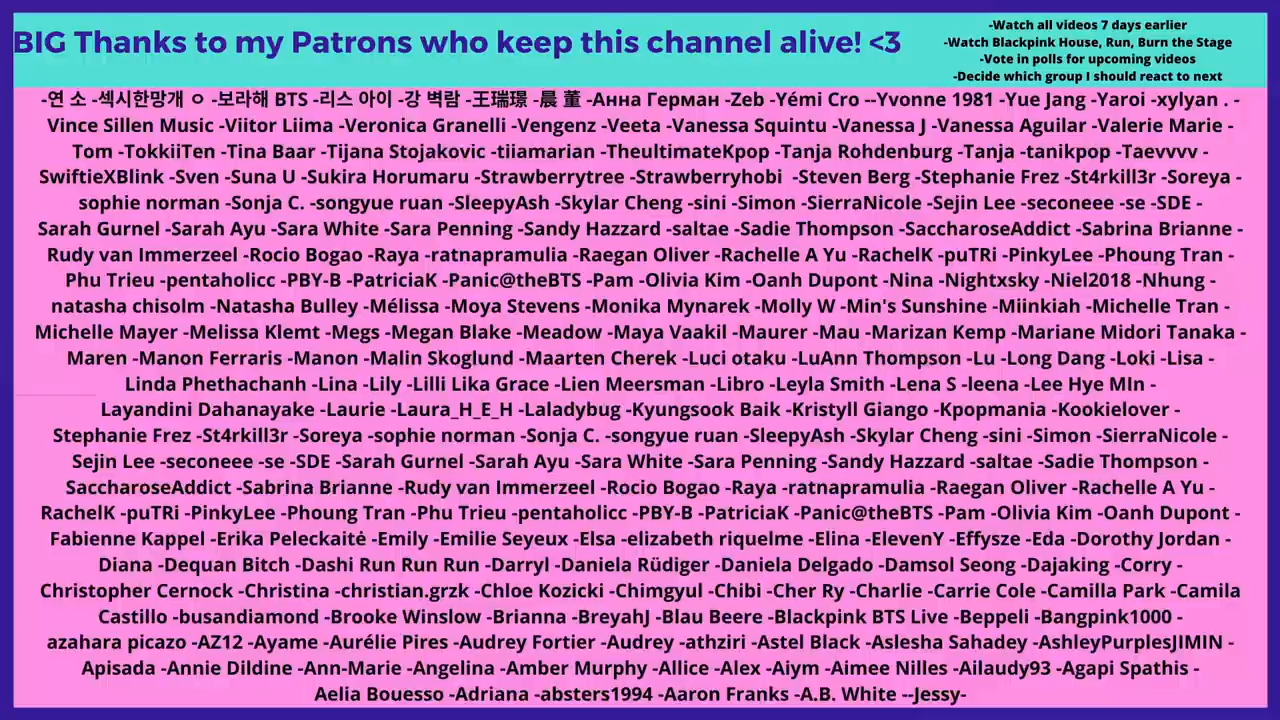 BIG Thanks to my Patrons who keep this channel alive! <3
-Watch all videos 7 days earlier
-Watch Blackpink House, Run, Burn the Stage
-Vote in polls for upcoming videos
-Decide which group I should react to next
-연 소 -섹시한망개 ㅇ -보라해 BTS -리스 아이 -강 벽람 -王瑞璟 -晨 董 -Анна Герман -Zeb -Yémi Cro --Yvonne 1981 -Yue Jang -Yaroi -xylyan . -
Vince Sillen Music -Viitor Liima -Veronica Granelli -Vengenz -Veeta -Vanessa Squintu -Vanessa J -Vanessa Aguilar -Valerie Marie -
Tom -TokkiiTen -Tina Baar -Tijana Stojakovic -tiiamarian -TheultimateKpop -Tanja Rohdenburg -Tanja -tanikpop -Taevvvv -
SwiftieXBlink -Sven -Suna U -Sukira Horumaru -Strawberrytree -Strawberryhobi -Steven Berg -Stephanie Frez -St4rkill3r -Soreya -
sophie norman -Sonja C. -songyue ruan -SleepyAsh -Skylar Cheng -sini -Simon -SierraNicole -Sejin Lee -seconeee -se -SDE -
Sarah Gurnel -Sarah Ayu -Sara White -Sara Penning -Sandy Hazzard -saltae -Sadie Thompson -SaccharoseAddict -Sabrina Brianne -
Rudy van Immerzeel -Rocio Bogao -Raya -ratnapramulia -Raegan Oliver -Rachelle A Yu -RachelK -puTRi -PinkyLee -Phoung Tran -
Phu Trieu -pentaholicc -PBY-B -PatriciaK -Panic@theBTS -Pam -Olivia Kim -Oanh Dupont -Nina -Nightxsky -Niel2018 -Nhung -
natasha chisolm -Natasha Bulley -Mélissa -Moya Stevens -Monika Mynarek -Molly W -Min's Sunshine -Miinkiah -Michelle Tran -
Michelle Mayer -Melissa Klemt -Megs -Megan Blake -Meadow -Maya Vaakil -Maurer -Mau -Marizan Kemp -Mariane Midori Tanaka -
Maren -Manon Ferraris -Manon -Malin Skoglund -Maarten Cherek -Luci otaku -LuAnn Thompson -Lu -Long Dang -Loki -Lisa -
Linda Phethachanh -Lina -Lily -Lilli Lika Grace -Lien Meersman -Libro -Leyla Smith -Lena S -leena -Lee Hye MIn -
Layandini Dahanayake -Laurie -Laura_H_E_H -Laladybug -Kyungsook Baik -Kristyll Giango -Kpopmania -Kookielover -
Stephanie Frez -St4rkill3r -Soreya -sophie norman -Sonja C. -songyue ruan -SleepyAsh -Skylar Cheng -sini -Simon -SierraNicole -
Sejin Lee -seconeee -se -SDE -Sarah Gurnel -Sarah Ayu -Sara White -Sara Penning -Sandy Hazzard -saltae -Sadie Thompson -
SaccharoseAddict -Sabrina Brianne -Rudy van Immerzeel -Rocio Bogao -Raya -ratnapramulia -Raegan Oliver -Rachelle A Yu -
RachelK -puTRi -PinkyLee -Phoung Tran -Phu Trieu -pentaholicc -PBY-B -PatriciaK -Panic@theBTS -Pam -Olivia Kim -Oanh Dupont -
Fabienne Kappel -Erika Peleckaitė -Emily -Emilie Seyeux -Elsa -elizabeth riquelme -Elina -ElevenY -Effysze -Eda -Dorothy Jordan -
Diana -Dequan Bitch -Dashi Run Run Run -Darryl -Daniela Rüdiger -Daniela Delgado -Damsol Seong -Dajaking -Corry -
Christopher Cernock -Christina -christian.grzk -Chloe Kozicki -Chimgyul -Chibi -Cher Ry -Charlie -Carrie Cole -Camilla Park -Camila
Castillo -busandiamond -Brooke Winslow -Brianna -BreyahJ -Blau Beere -Blackpink BTS Live -Beppeli -Bangpink1000 -
azahara picazo -AZ12 -Ayame -Aurélie Pires -Audrey Fortier -Audrey -athziri -Astel Black -Aslesha Sahadey -AshleyPurplesJIMIN -
Apisada -Annie Dildine -Ann-Marie -Angelina -Amber Murphy -Allice -Alex -Aiym -Aimee Nilles -Ailaudy93 -Agapi Spathis -
Aelia Bouesso -Adriana -absters1994 -Aaron Franks -A.B. White --Jessy-